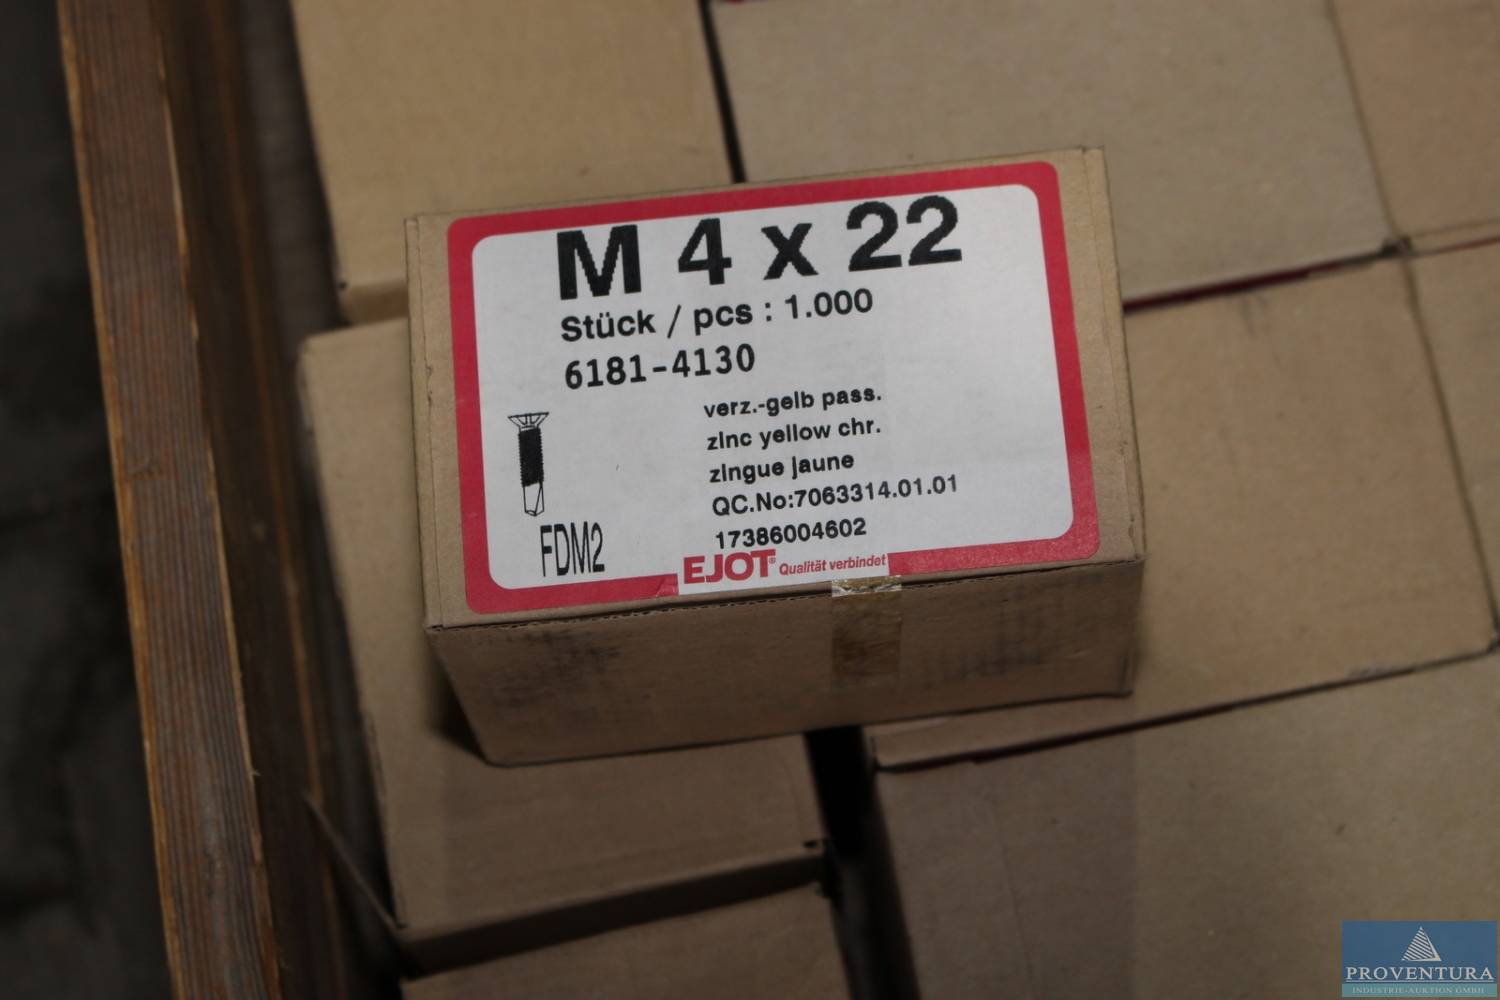 M 4 x 22
Stück / pcs : 1.000
6181-4130
verz.-gelb pass.
zinc yellow chr.
zingue jaune
QC.No:7063314.01.01
17386004602
FDM2
EJOT® Qualität verbindet
PROVENTURA
INDUSTRIE-AUKTION GMBH